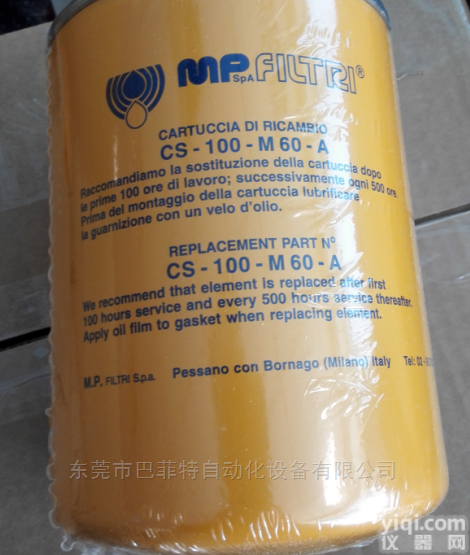 MP FILTRI®
SpA
CARTUCCIA DI RICAMBIO
CS - 100 - M 60 - A
Raccomandiamo la sostituzione della cartuccia dopo
le prime 100 ore di lavoro; successivamente ogni 500 ore.
Prima del montaggio della cartuccia lubrificare
la guarnizione con un velo d'olio.
REPLACEMENT PART N°
CS - 100 - M 60 - A
We recommend that element is replaced after first
100 hours service and every 500 hours service thereafter.
Apply oil film to gasket when replacing element.
M.P. FILTRI S.p.a. Pessano con Bornago (Milano) Italy Tel: 02 -
东莞市巴菲特自动化设备有限公司
yiqi.com
仪器网